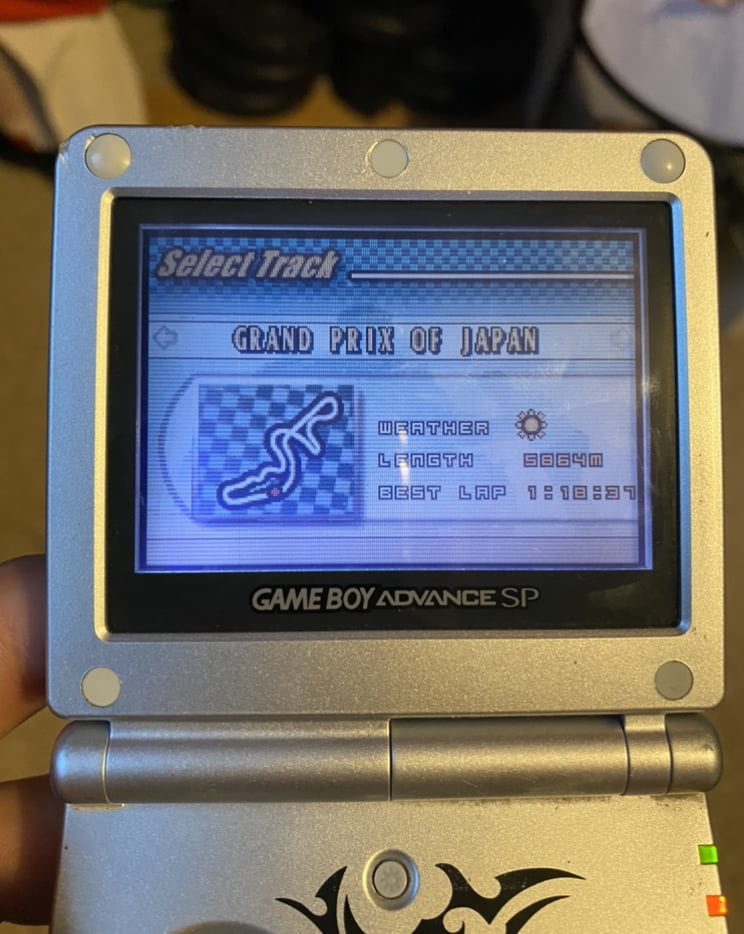 Select Track
GRAND PRIX OF JAPAN
WEATHER
LENGTH 5864M
BEST LAP 1:18:37
GAME BOY ADVANCE SP